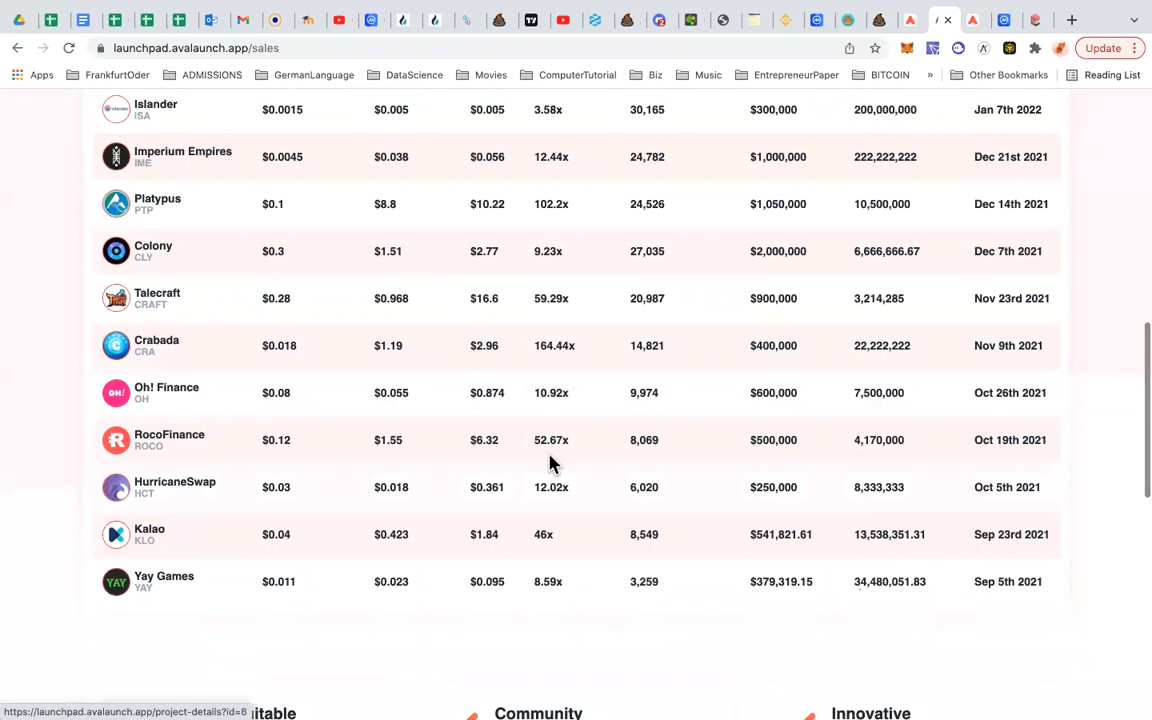 launchpad.avalaunch.app/sales
Update
Apps FrankfurtOder ADMISSIONS GermanLanguage DataScience Movies ComputerTutorial Biz Music EntrepreneurPaper BITCOIN » Other Bookmarks Reading List
Islander
ISA
$0.0015 $0.005 $0.005 3.58x 30,165 $300,000 200,000,000 Jan 7th 2022
Imperium Empires
IME
$0.0045 $0.038 $0.056 12.44x 24,782 $1,000,000 222,222,222 Dec 21st 2021
Platypus
PTP
$0.1 $8.8 $10.22 102.2x 24,526 $1,050,000 10,500,000 Dec 14th 2021
Colony
CLY
$0.3 $1.51 $2.77 9.23x 27,035 $2,000,000 6,666,666.67 Dec 7th 2021
Talecraft
CRAFT
$0.28 $0.968 $16.6 59.29x 20,987 $900,000 3,214,285 Nov 23rd 2021
Crabada
CRA
$0.018 $1.19 $2.96 164.44x 14,821 $400,000 22,222,222 Nov 9th 2021
OH!
Oh! Finance
OH
$0.08 $0.055 $0.874 10.92x 9,974 $600,000 7,500,000 Oct 26th 2021
RocoFinance
ROCO
$0.12 $1.55 $6.32 52.67x 8,069 $500,000 4,170,000 Oct 19th 2021
HurricaneSwap
HCT
$0.03 $0.018 $0.361 12.02x 6,020 $250,000 8,333,333 Oct 5th 2021
Kalao
KLO
$0.04 $0.423 $1.84 46x 8,549 $541,821.61 13,538,351.31 Sep 23rd 2021
YAY
Yay Games
YAY
$0.011 $0.023 $0.095 8.59x 3,259 $379,319.15 34,480,051.83 Sep 5th 2021
https://launchpad.avalaunch.app/project-details?id=6
itable Community Innovative